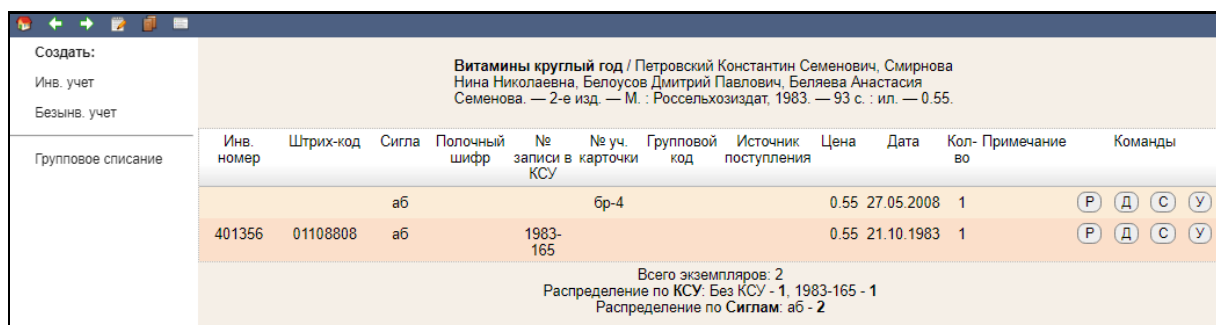 Создать:
Инв. учет
Безынв. учет
Групповое списание
Витамины круглый год / Петровский Константин Семенович, Смирнова
Нина Николаевна, Белоусов Дмитрий Павлович, Беляева Анастасия
Семенова. — 2-е изд. — М. : Россельхозиздат, 1983. — 93 с. : ил. — 0.55.
Инв. Штрих-код Сигла Полочный № № уч. Групповой Источник Цена Дата Кол- Примечание Команды
номер шифр записи в карточки код поступления во
КСУ
аб бр-4 0.55 27.05.2008 1 Р Д С У
401356 01108808 аб 1983- 0.55 21.10.1983 1 Р Д С У
165
Всего экземпляров: 2
Распределение по КСУ: Без КСУ - 1, 1983-165 - 1
Распределение по Сиглам: аб - 2